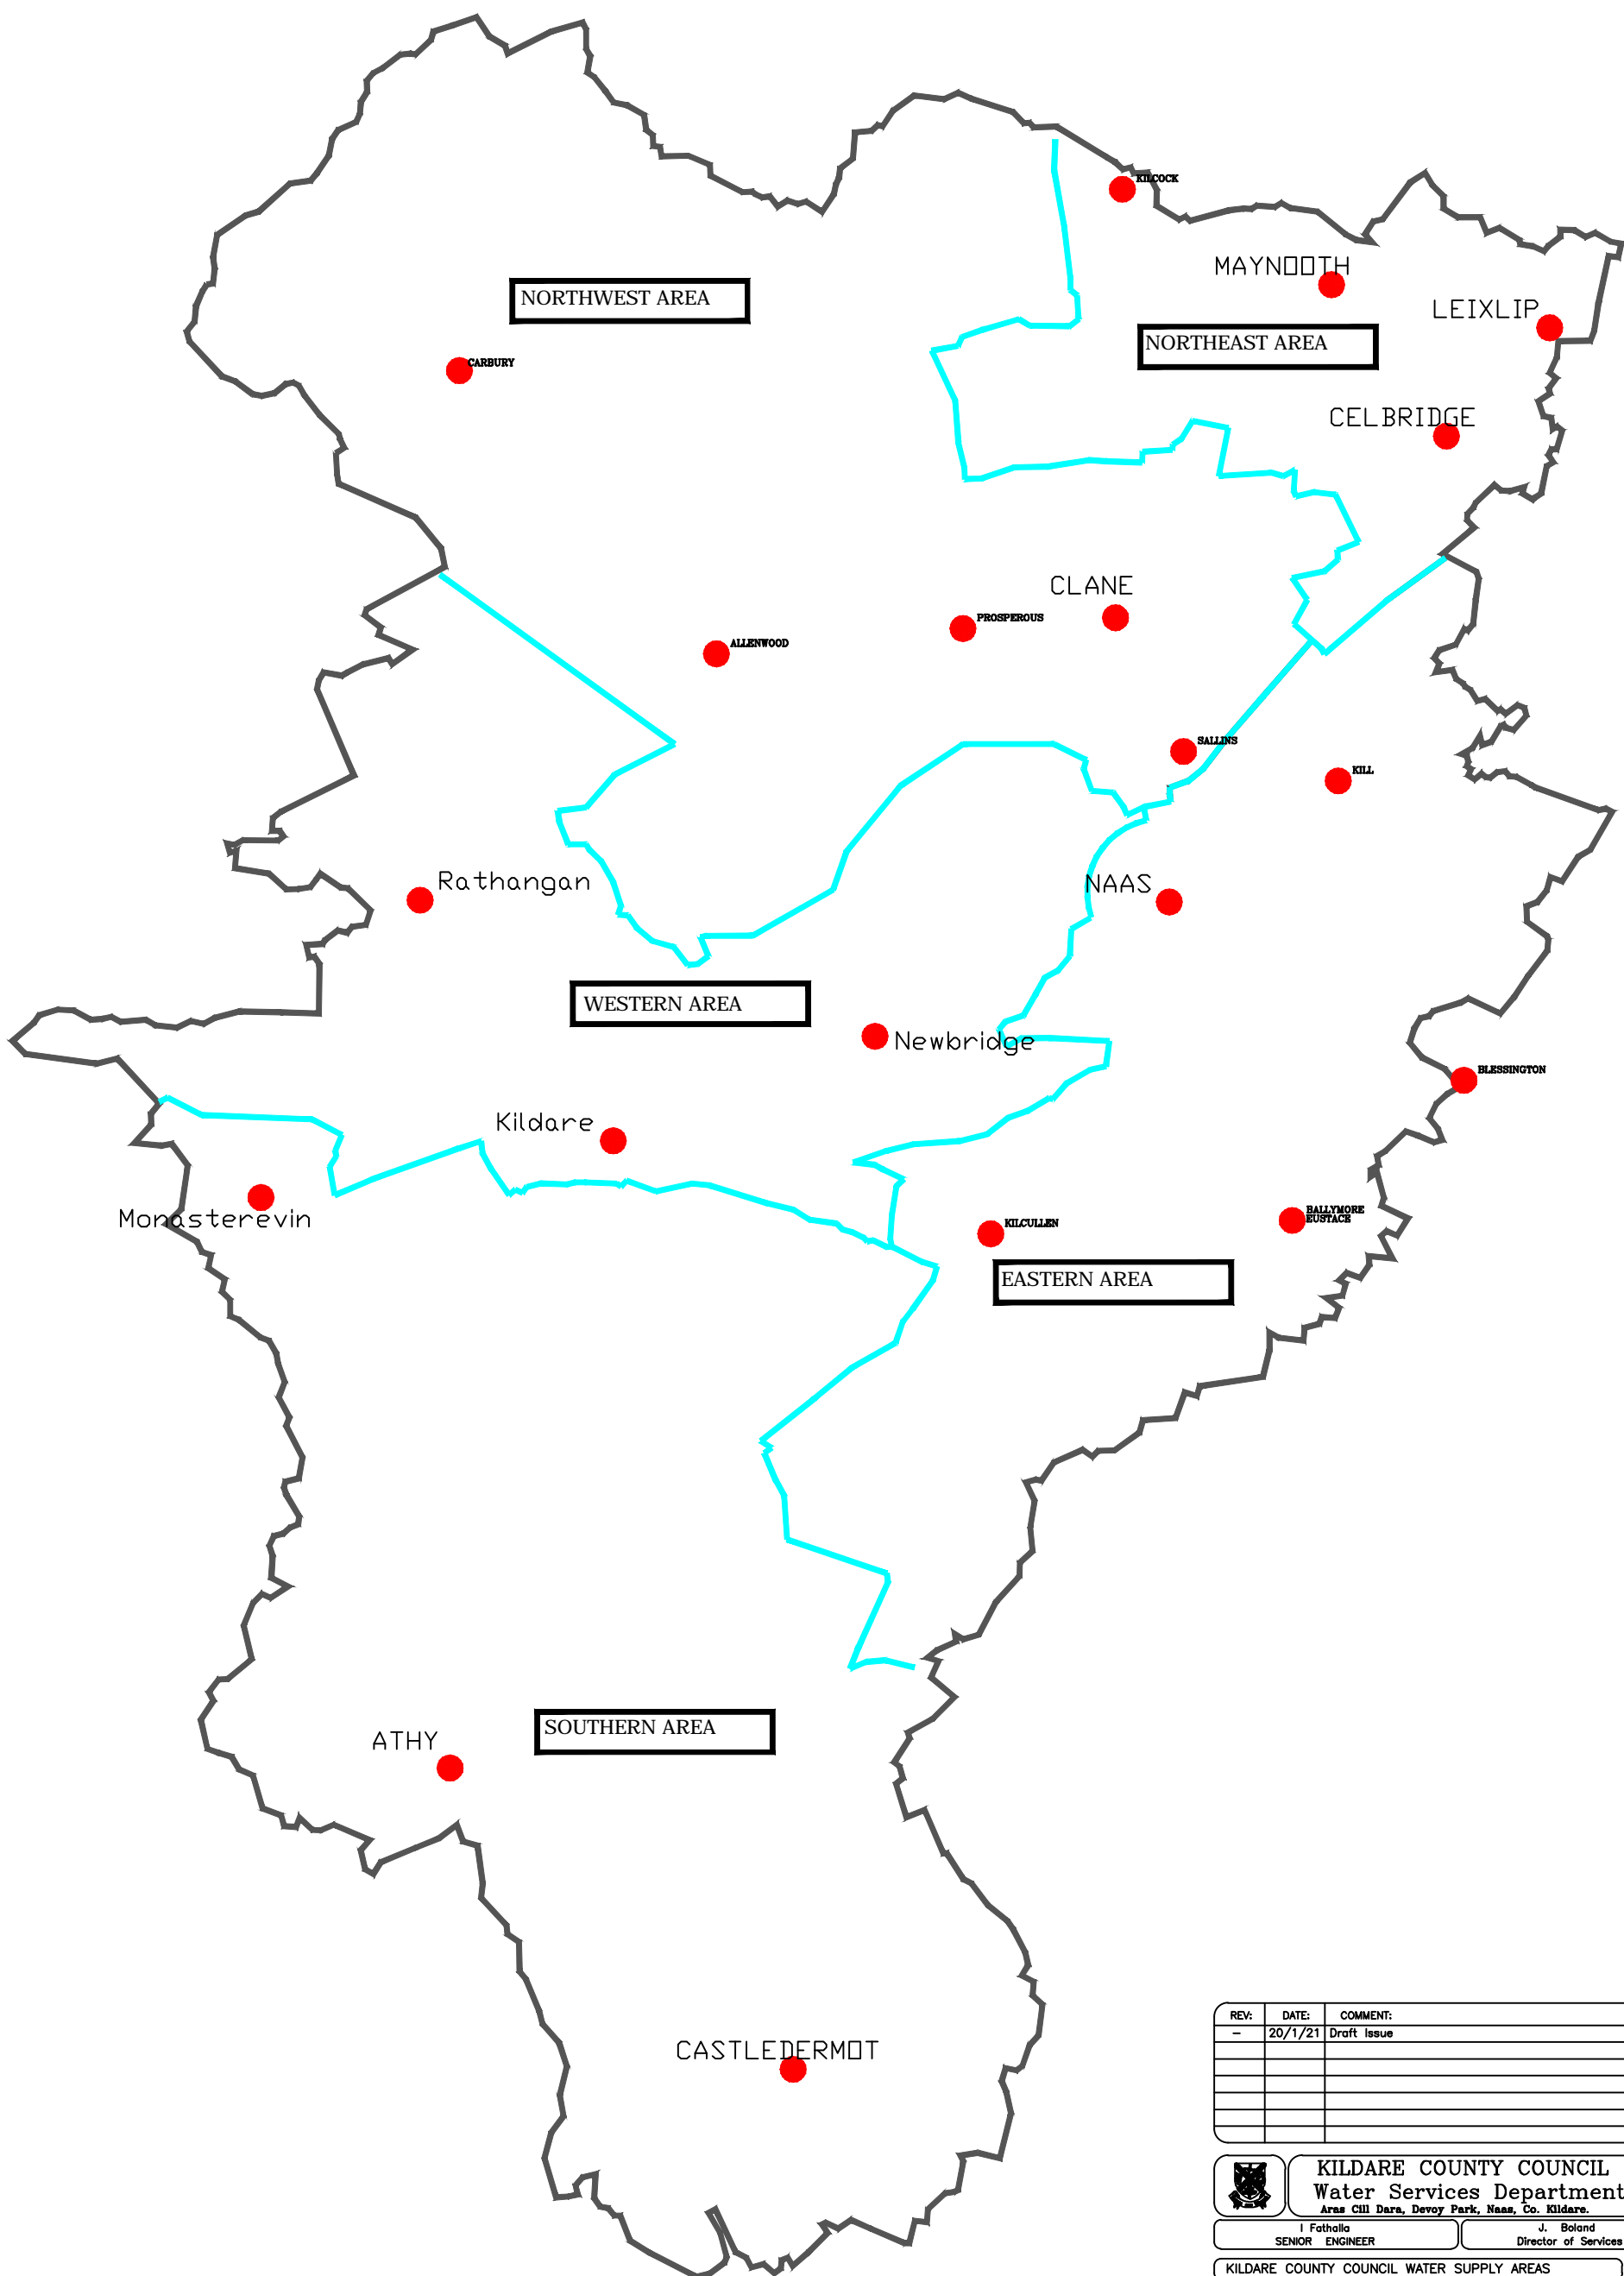 KILCOCK
MAYNOOTH
NORTHWEST AREA
LEIXLIP
NORTHEAST AREA
CARBURY
CELBRIDGE
CLANE
PROSPEROUS
ALLENWOOD
SALLINS
KILL
Rathangan
NAAS
WESTERN AREA
Newbridge
BLESSINGTON
Kildare
Monasterevin
BALLYMORE
EUSTACE
KILCULLEN
EASTERN AREA
SOUTHERN AREA
ATHY
CASTLEDERMOT
REV: DATE: COMMENT:
– 20/1/21 Draft Issue
KILDARE COUNTY COUNCIL
Water Services Department
Aras Cill Dara, Devoy Park, Naas, Co. Kildare.
I Fathalla
SENIOR ENGINEER
J. Boland
Director of Services
KILDARE COUNTY COUNCIL WATER SUPPLY AREAS